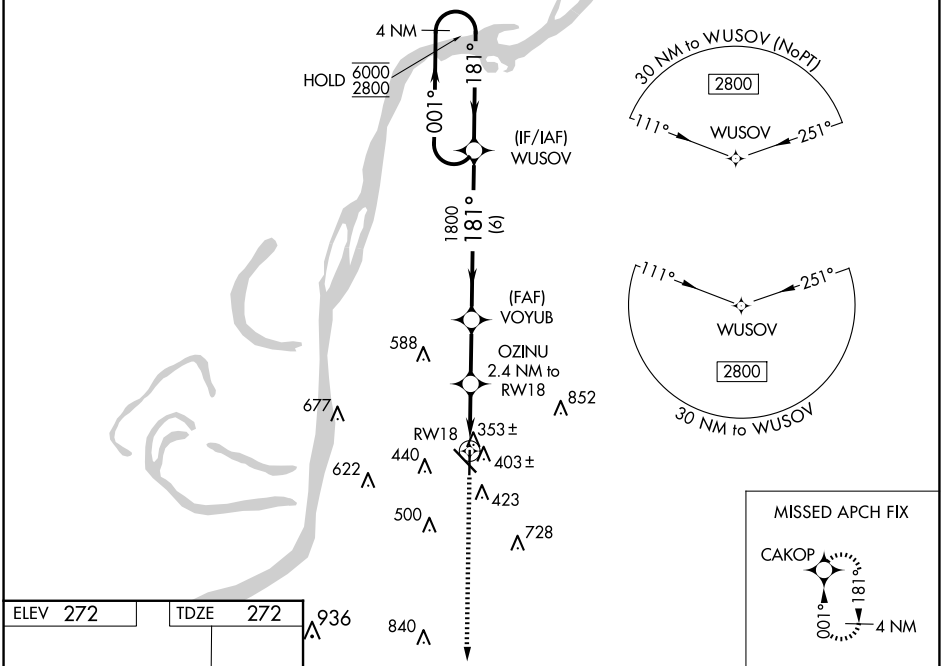 4 NM
HOLD 6000
2800
001°
181°
(IF/IAF)
WUSOV
1800
181°
(6)
(FAF)
VOYUB
OZINU
2.4 NM to
RW18
588
677
852
RW18
353±
403±
440
622
423
500
728
936
840
30 NM to WUSOV (NoPT)
2800
111°
251°
WUSOV
111°
251°
WUSOV
2800
30 NM to WUSOV
MISSED APCH FIX
CAKOP
001°
181°
4 NM
ELEV 272
TDZE 272